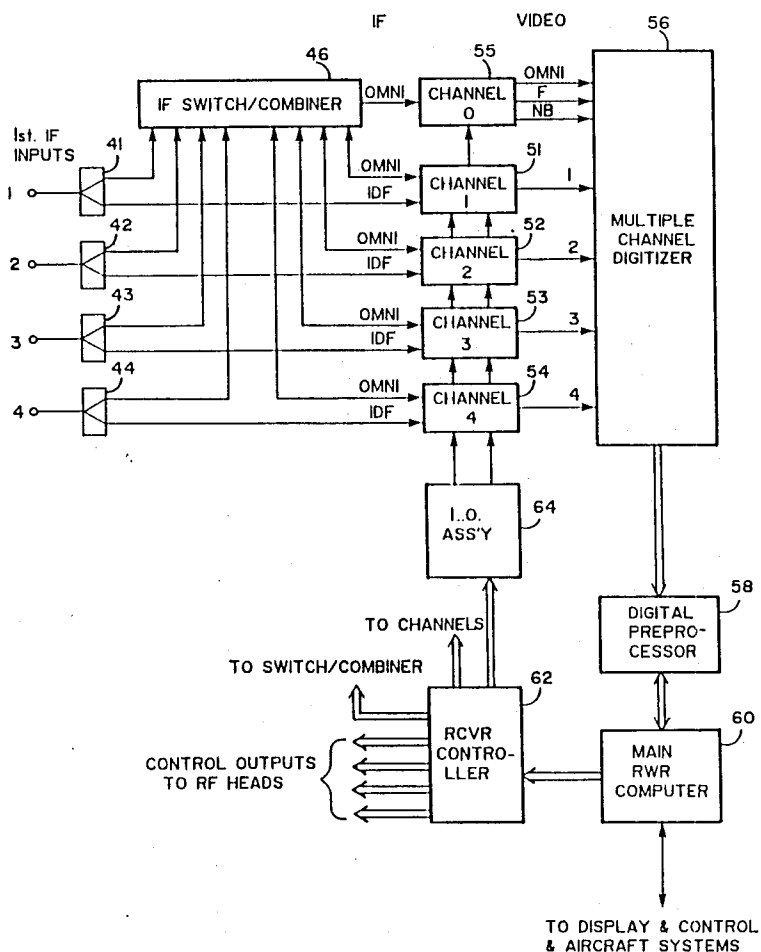 IF
VIDEO
56
46
55
OMNI
F
NB
IF SWITCH/COMBINER
OMNI
CHANNEL
0
1st. IF
INPUTS
41
51
OMNI
IDF
CHANNEL
1
1
1
42
52
OMNI
IDF
CHANNEL
2
2
2
MULTIPLE
CHANNEL
DIGITIZER
43
53
OMNI
IDF
CHANNEL
3
3
3
44
54
OMNI
IDF
CHANNEL
4
4
4
I..O.
ASS'Y
64
58
DIGITAL
PREPRO-
CESSOR
TO CHANNELS
TO SWITCH/COMBINER
62
60
RCVR
CONTRO-
LLER
MAIN
RWR
COMPUTER
CONTROL OUTPUTS
TO RF HEADS
TO DISPLAY & CONTROL
& AIRCRAFT SYSTEMS